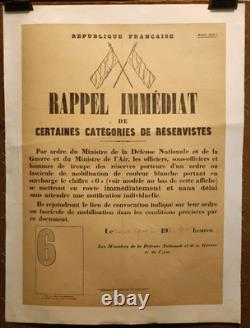 RÉPUBLIQUE FRANÇAISE
RAPPEL IMMÉDIAT
DE
CERTAINES CATÉGORIES DE RÉSERVISTES
Par ordre du Ministre de la Défense Nationale et de la
Guerre et du Ministre de l'Air, les officiers, sous-officiers et
hommes de troupe des réserves porteurs d'un ordre ou
fascicule de mobilisation de couleur blanche portant en
surcharge le chiffre «6» (voir modèle au bas de cette affiche)
se mettront en route immédiatement et sans délai
sans attendre une notification individuelle.
Ils rejoindront le lieu de convocation indiqué sur leur ordre
ou fascicule de mobilisation dans les conditions précisées par
ce document.
Le 19 heures.
Les Ministres de la Défense Nationale et de la Guerre
et de l'Air.
6
ebay